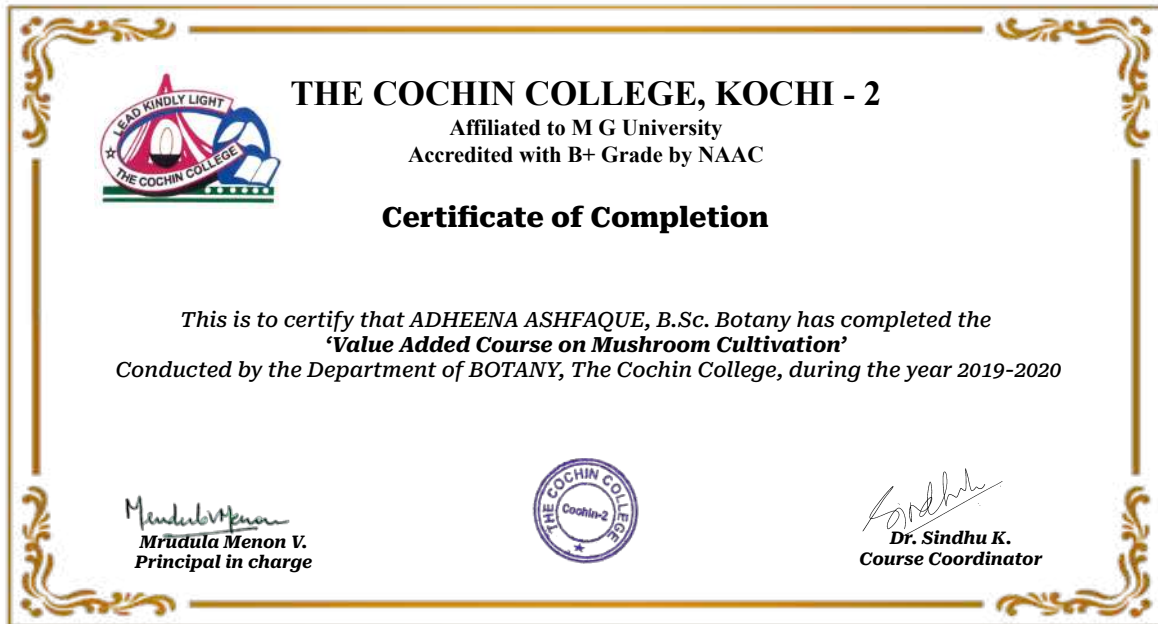 LEAD KINDLY LIGHT
THE COCHIN COLLEGE
THE COCHIN COLLEGE, KOCHI - 2
Affiliated to M G University
Accredited with B+ Grade by NAAC
Certificate of Completion
This is to certify that ADHEENA ASHFAQUE, B.Sc. Botany has completed the
‘Value Added Course on Mushroom Cultivation’
Conducted by the Department of BOTANY, The Cochin College, during the year 2019-2020
THE COCHIN COLLEGE
Cochin-2
Mrudula Menon
Mrudula Menon V.
Principal in charge
Sindhu
Dr. Sindhu K.
Course Coordinator